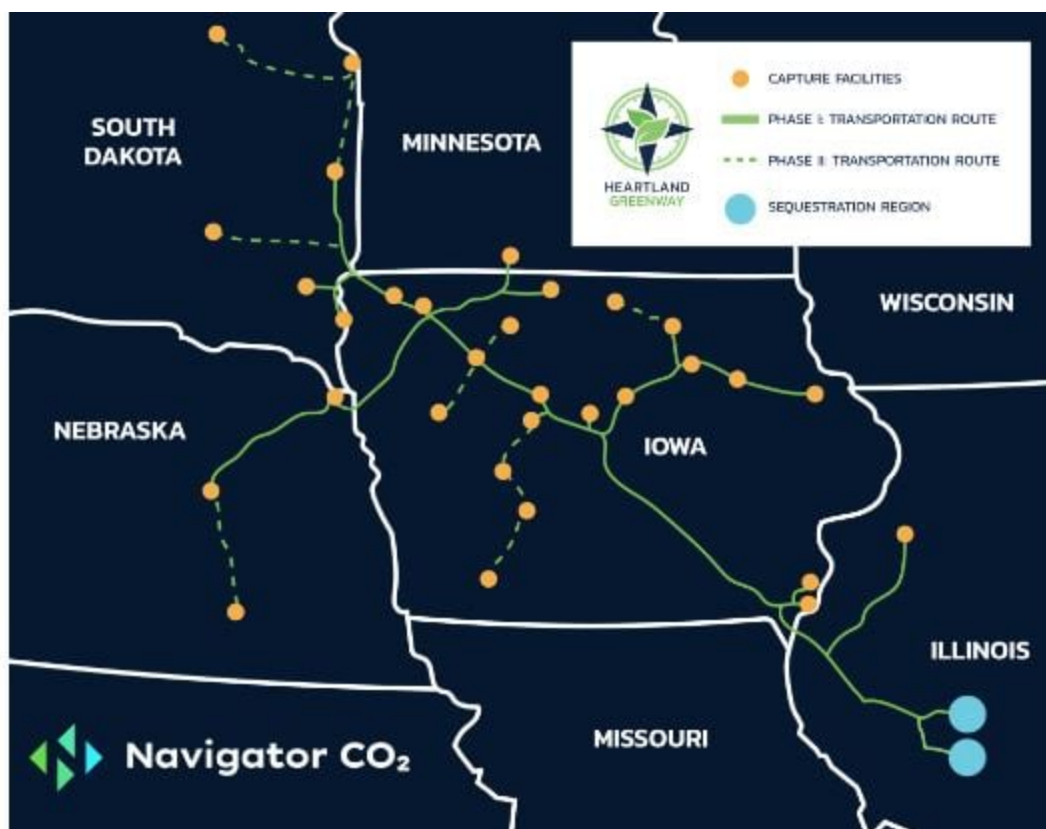 SOUTH
DAKOTA
MINNESOTA
HEARTLAND
GREENWAY
CAPTURE FACILITIES
PHASE I: TRANSPORTATION ROUTE
PHASE II: TRANSPORTATION ROUTE
SEQUESTRATION REGION
WISCONSIN
NEBRASKA
IOWA
ILLINOIS
MISSOURI
Navigator CO₂